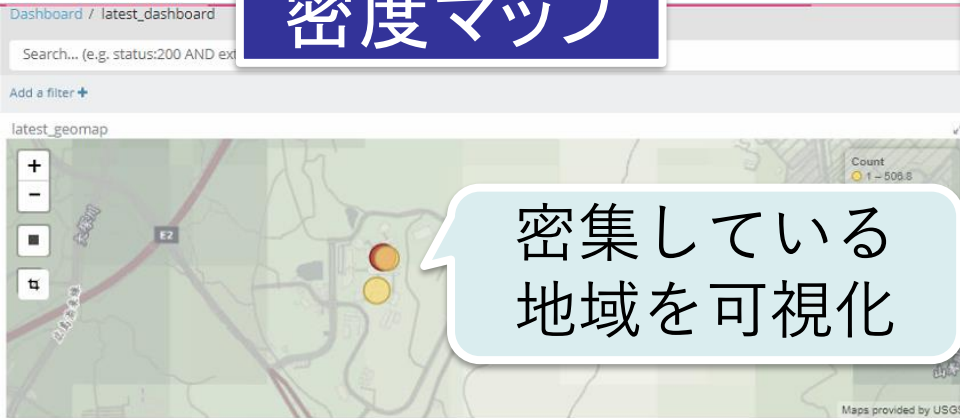 密度マップ
Dashboard / latest_dashboard
Search... (e.g. status:200 AND ext
Add a filter +
latest_geomap
+
−
Count
1 – 506.8
E2
密集している
地域を可視化
Maps provided by USGS